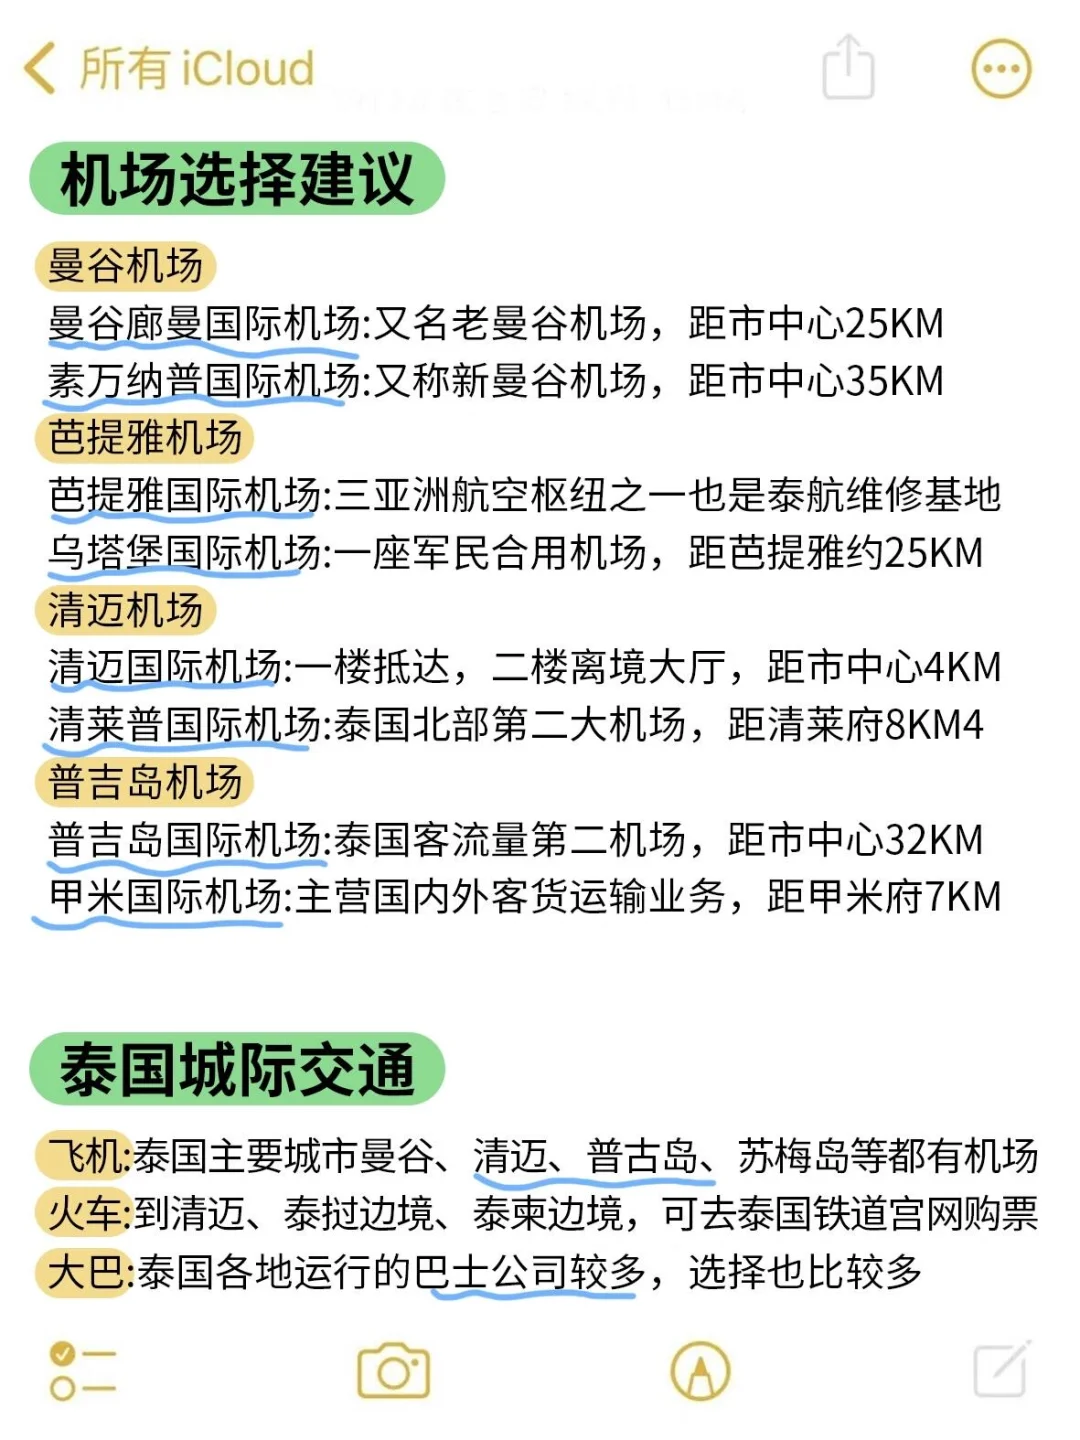 所有 iCloud
机场选择建议
曼谷机场
曼谷廊曼国际机场:又名老曼谷机场，距市中心25KM
素万纳普国际机场:又称新曼谷机场，距市中心35KM
芭提雅机场
芭提雅国际机场:三亚洲航空枢纽之一也是泰航维修基地
乌塔堡国际机场:一座军民合用机场，距芭提雅约25KM
清迈机场
清迈国际机场:一楼抵达，二楼离境大厅，距市中心4KM
清莱普国际机场:泰国北部第二大机场，距清莱府8KM4
普吉岛机场
普吉岛国际机场:泰国客流量第二机场，距市中心32KM
甲米国际机场:主营国内外客货运输业务，距甲米府7KM
泰国城际交通
飞机:泰国主要城市曼谷、清迈、普古岛、苏梅岛等都有机场
火车:到清迈、泰挝边境、泰柬边境，可去泰国铁道宫网购票
大巴:泰国各地运行的巴士公司较多，选择也比较多